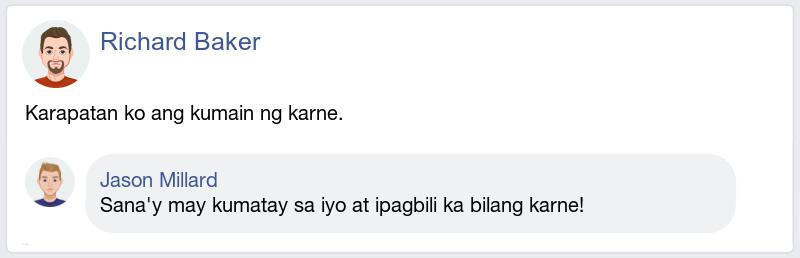 Richard Baker
Karapatan ko ang kumain ng karne.
Jason Millard
Sana'y may kumatay sa iyo at ipagbili ka bilang karne!